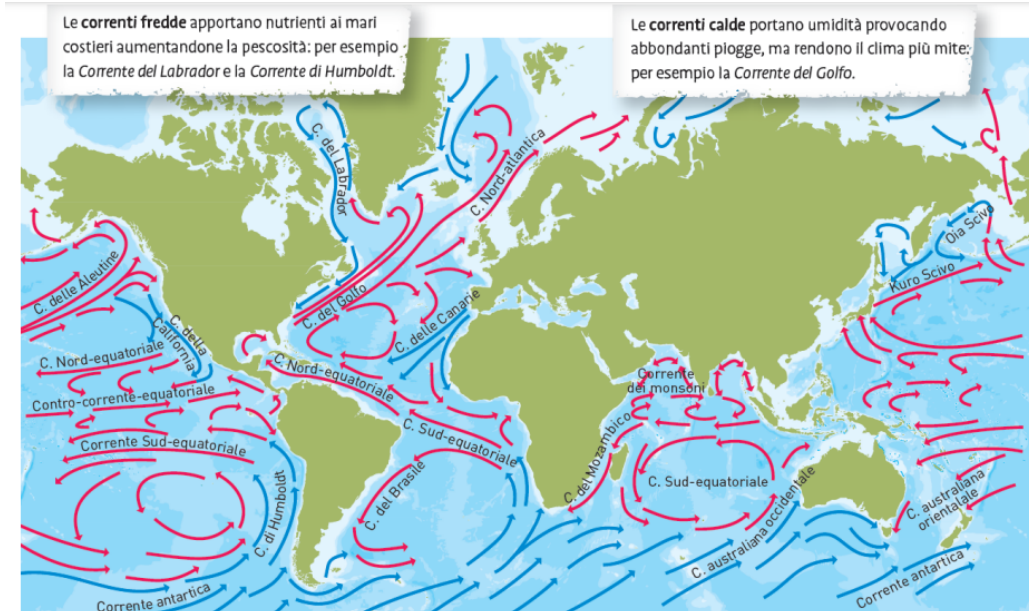 Le correnti fredde apportano nutrienti ai mari
costieri aumentandone la pescosità: per esempio
la Corrente del Labrador e la Corrente di Humboldt.
Le correnti calde portano umidità provocando
abbondanti piogge, ma rendono il clima più mite:
per esempio la Corrente del Golfo.
C. del Labrador
C. Nord-atlantica
Oia Scivo
Kuro Scivo
C. delle Aleutine
C. del Golfo
C. delle Canarie
C. della
California
C. Nord-equatoriale
C. Nord-equatoriale
Corrente
dei monsoni
Contro-corrente-equatoriale
Corrente Sud-equatoriale
C. Sud-equatoriale
C. del Mozambico
C. Sud-equatoriale
C. di Humboldt
C. del Brasile
C. australiana occidentale
C. australiana
orientalale
Corrente antartica
Corrente antartica